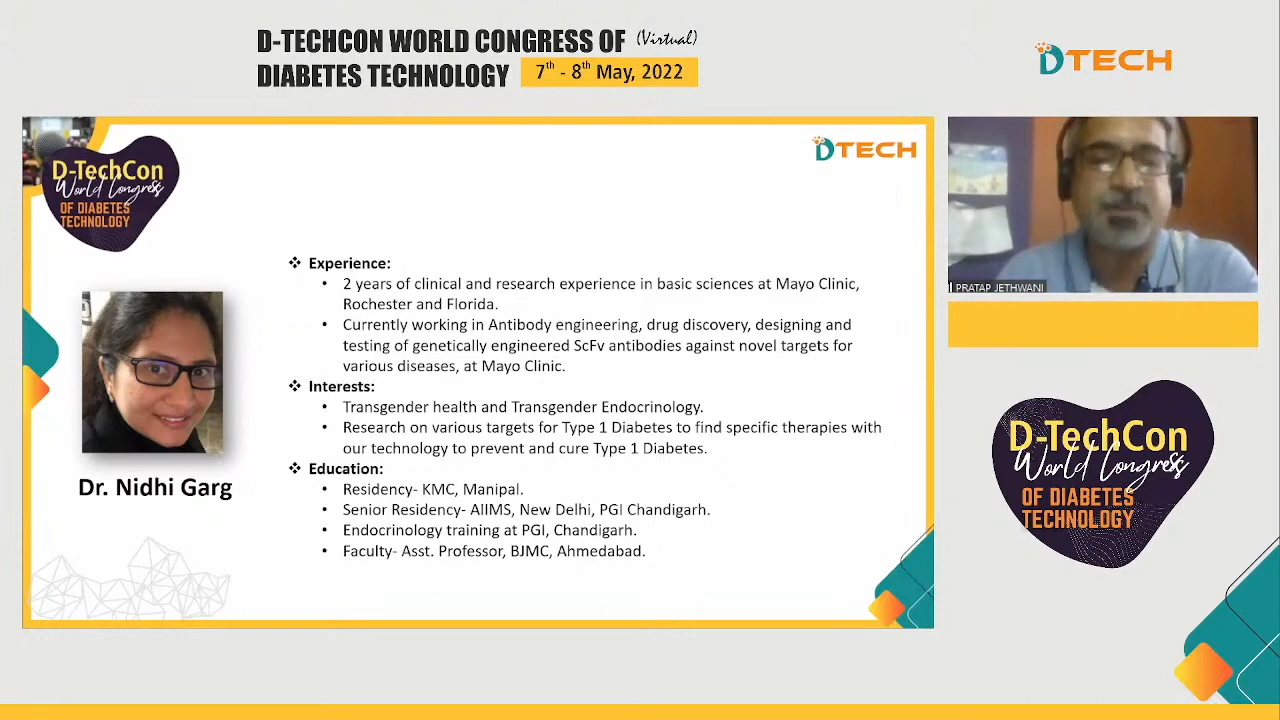 D-TECHCON WORLD CONGRESS OF (Virtual)
DIABETES TECHNOLOGY 7th - 8th May, 2022
DTECH
D-TechCon
World Congress
OF DIABETES
TECHNOLOGY
DTECH
❖ Experience:
• 2 years of clinical and research experience in basic sciences at Mayo Clinic,
Rochester and Florida.
• Currently working in Antibody engineering, drug discovery, designing and
testing of genetically engineered ScFv antibodies against novel targets for
various diseases, at Mayo Clinic.
❖ Interests:
• Transgender health and Transgender Endocrinology.
• Research on various targets for Type 1 Diabetes to find specific therapies with
our technology to prevent and cure Type 1 Diabetes.
❖ Education:
• Residency- KMC, Manipal.
• Senior Residency- AIIMS, New Delhi, PGI Chandigarh.
• Endocrinology training at PGI, Chandigarh.
• Faculty- Asst. Professor, BJMC, Ahmedabad.
Dr. Nidhi Garg
PRATAP JETHWANI
D-TechCon
World Congress
OF DIABETES
TECHNOLOGY